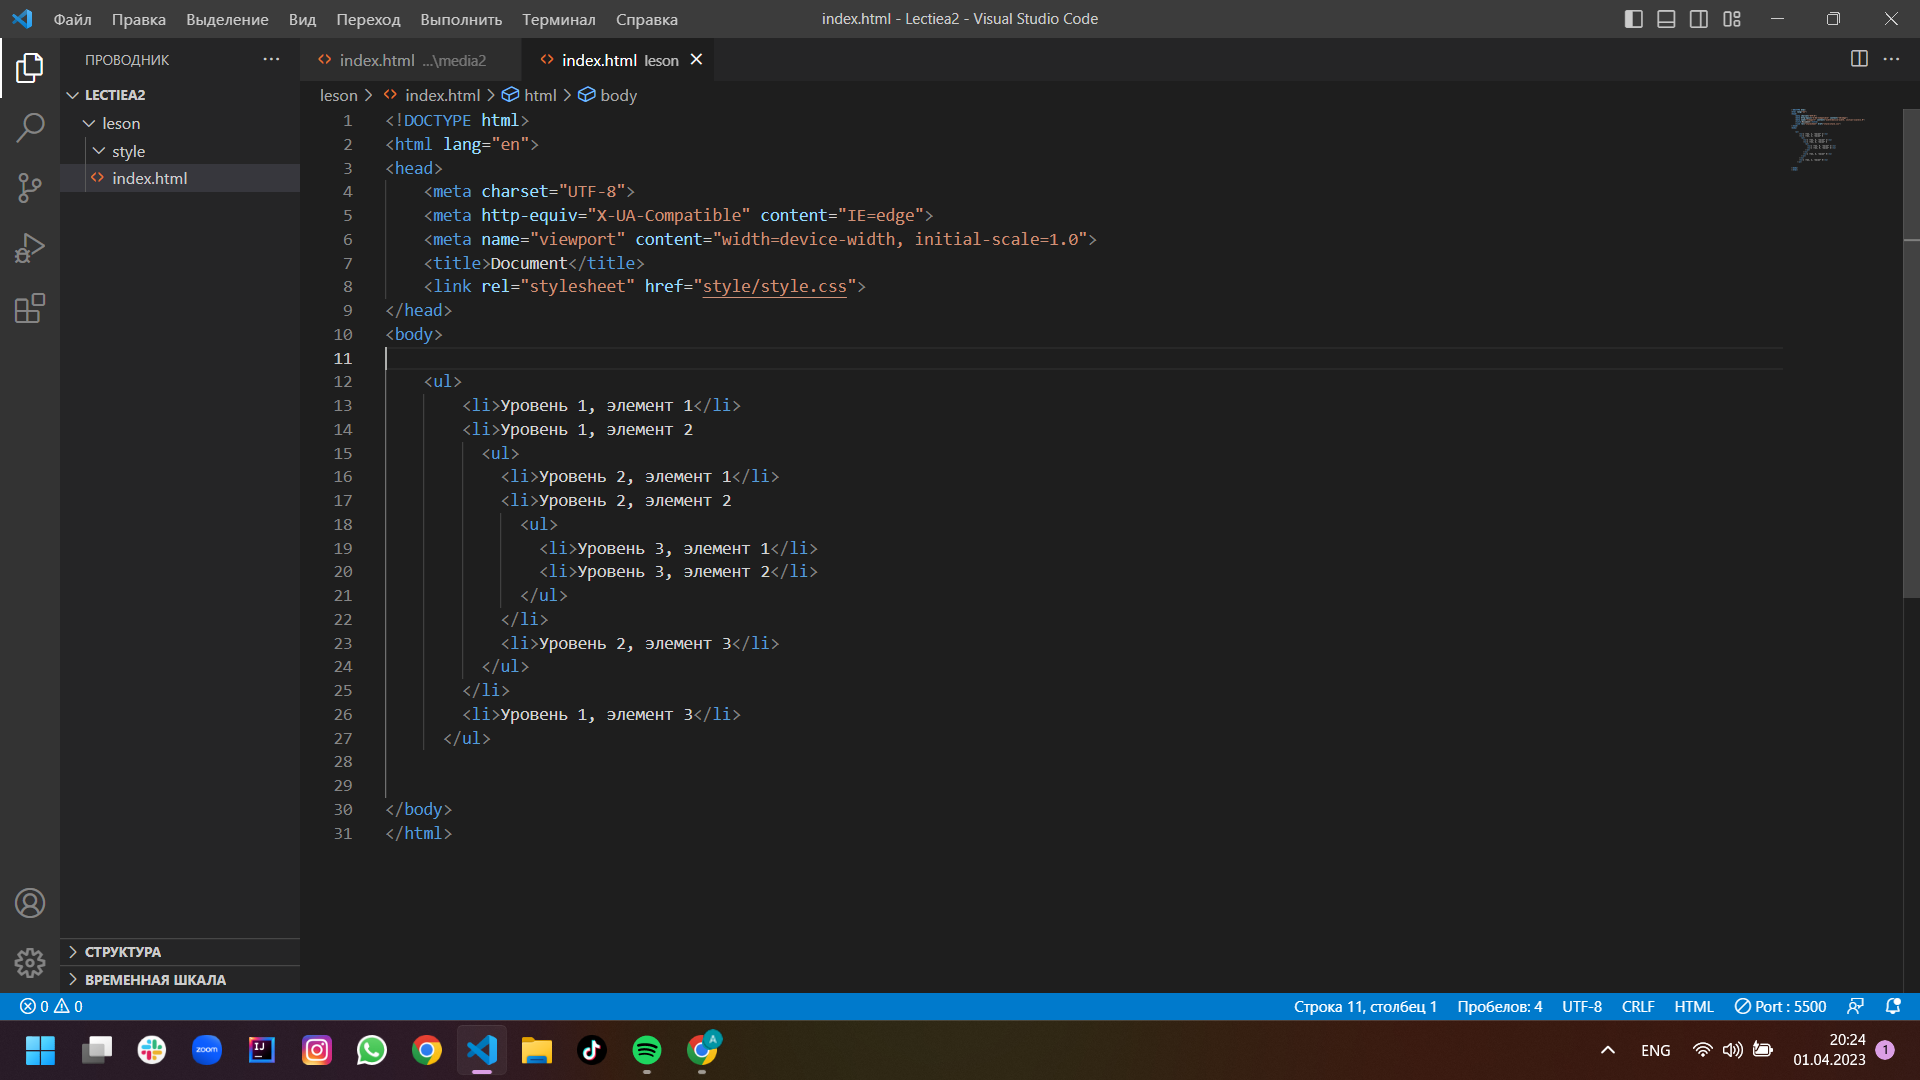 Файл Правка Выделение Вид Переход Выполнить Терминал Справка
index.html - Lectiea2 - Visual Studio Code
ПРОВОДНИК
LECTIEA2
leson
style
index.html
index.html ...\media2
index.html leson
leson > index.html > html > body
1 <!DOCTYPE html>
2 <html lang="en">
3 <head>
4 <meta charset="UTF-8">
5 <meta http-equiv="X-UA-Compatible" content="IE=edge">
6 <meta name="viewport" content="width=device-width, initial-scale=1.0">
7 <title>Document</title>
8 <link rel="stylesheet" href="style/style.css">
9 </head>
10 <body>
11
12 <ul>
13 <li>Уровень 1, элемент 1</li>
14 <li>Уровень 1, элемент 2
15 <ul>
16 <li>Уровень 2, элемент 1</li>
17 <li>Уровень 2, элемент 2
18 <ul>
19 <li>Уровень 3, элемент 1</li>
20 <li>Уровень 3, элемент 2</li>
21 </ul>
22 </li>
23 <li>Уровень 2, элемент 3</li>
24 </ul>
25 </li>
26 <li>Уровень 1, элемент 3</li>
27 </ul>
28
29
30 </body>
31 </html>
СТРУКТУРА
ВРЕМЕННАЯ ШКАЛА
0 0
Строка 11, столбец 1 Пробелов: 4 UTF-8 CRLF HTML Port : 5500
zoom
IJ
A
ENG
20:24
01.04.2023
1